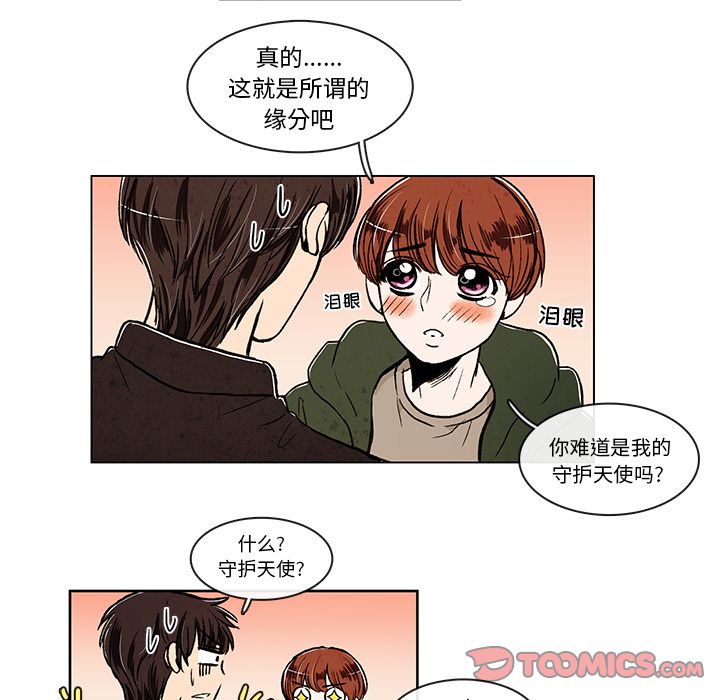 真的......
这就是所谓的
缘分吧
泪眼
泪眼
你难道是我的
守护天使吗?
什么?
守护天使?
TOOMICS.COM